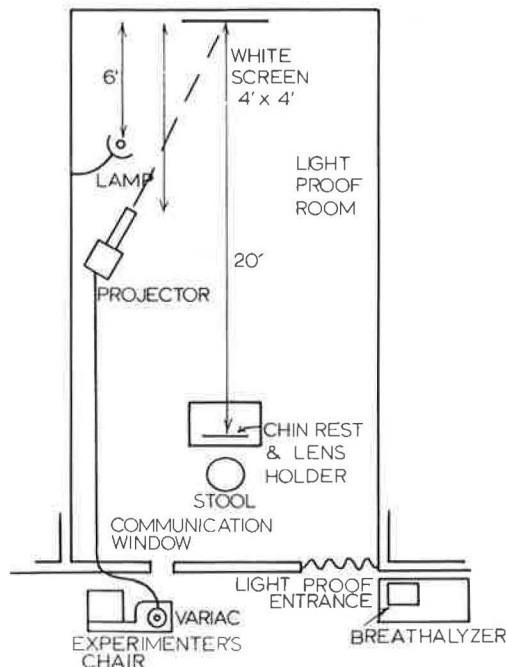 WHITE
SCREEN
4' x 4'
6'
LAMP
LIGHT
PROOF
ROOM
20'
PROJECTOR
CHIN REST
& LENS
HOLDER
STOOL
COMMUNICATION
WINDOW
LIGHT PROOF
ENTRANCE
VARIAC
EXPERIMENTER'S
CHAIR
BREATHALYZER